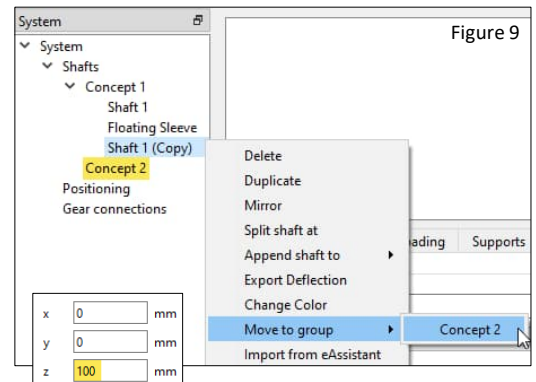 System
Figure 9
System
Shafts
Concept 1
Shaft 1
Floating Sleeve
Shaft 1 (Copy)
Concept 2
Positioning
Gear connections
Delete
Duplicate
Mirror
Split shaft at
Append shaft to
Export Deflection
Change Color
Move to group
Import from eAssistant
Concept 2
ading Supports
x 0 mm
y 0 mm
z 100 mm